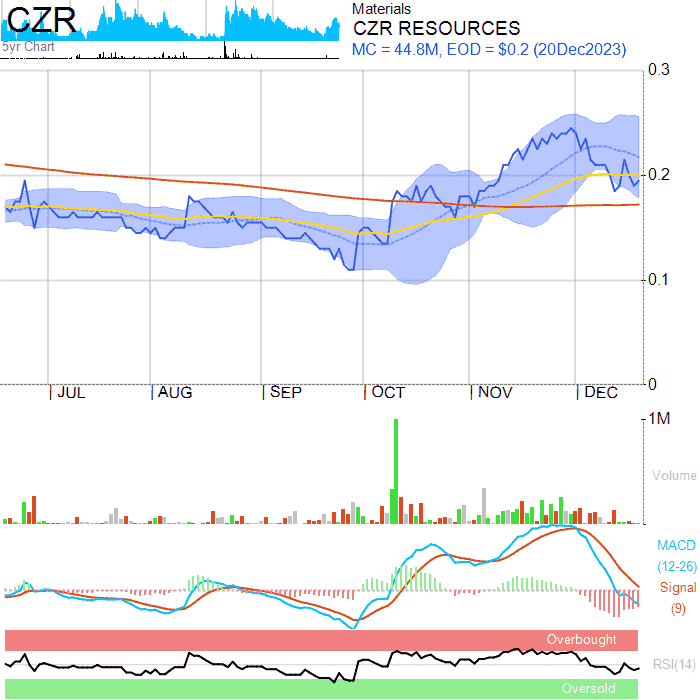 CZR
5yr Chart
Materials
CZR RESOURCES
MC = 44.8M, EOD = $0.2 (20Dec2023)
0.3
0.2
0.1
0
JUL AUG SEP OCT NOV DEC
1M
Volume
MACD
(12-26)
Signal
(9)
Overbought
RSI(14)
Oversold